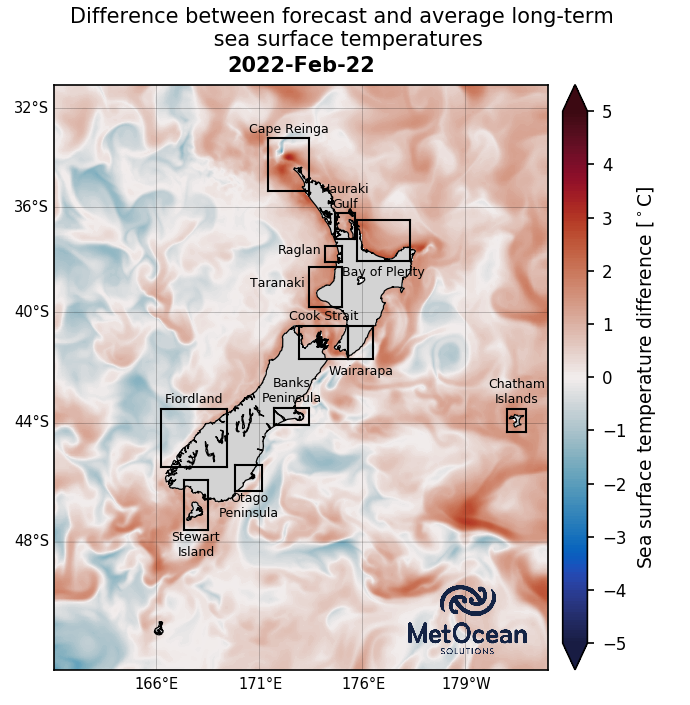 Difference between forecast and average long-term
sea surface temperatures
2022-Feb-22
32°S
36°S
40°S
44°S
48°S
166°E
171°E
176°E
179°W
Cape Reinga
Hauraki
Gulf
Raglan
Bay of Plenty
Taranaki
Cook Strait
Wairarapa
Banks
Peninsula
Fiordland
Chatham
Islands
Otago
Peninsula
Stewart
Island
MetOcean
SOLUTIONS
5
4
3
2
1
0
−1
−2
−3
−4
−5
Sea surface temperature difference [°C]